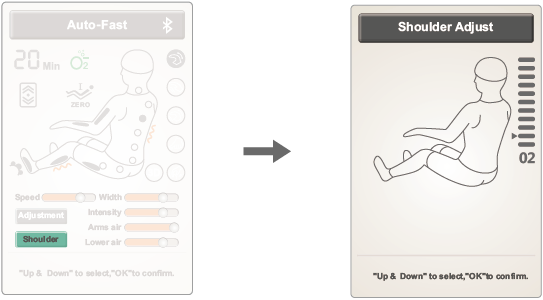 Auto-Fast
20 Min
O2
ZERO
Speed
Width
Adjustment
Intensity
Arms air
Shoulder
Lower air
"Up & Down" to select,"OK"to confirm.
Shoulder Adjust
02
"Up & Down" to select,"OK"to confirm.